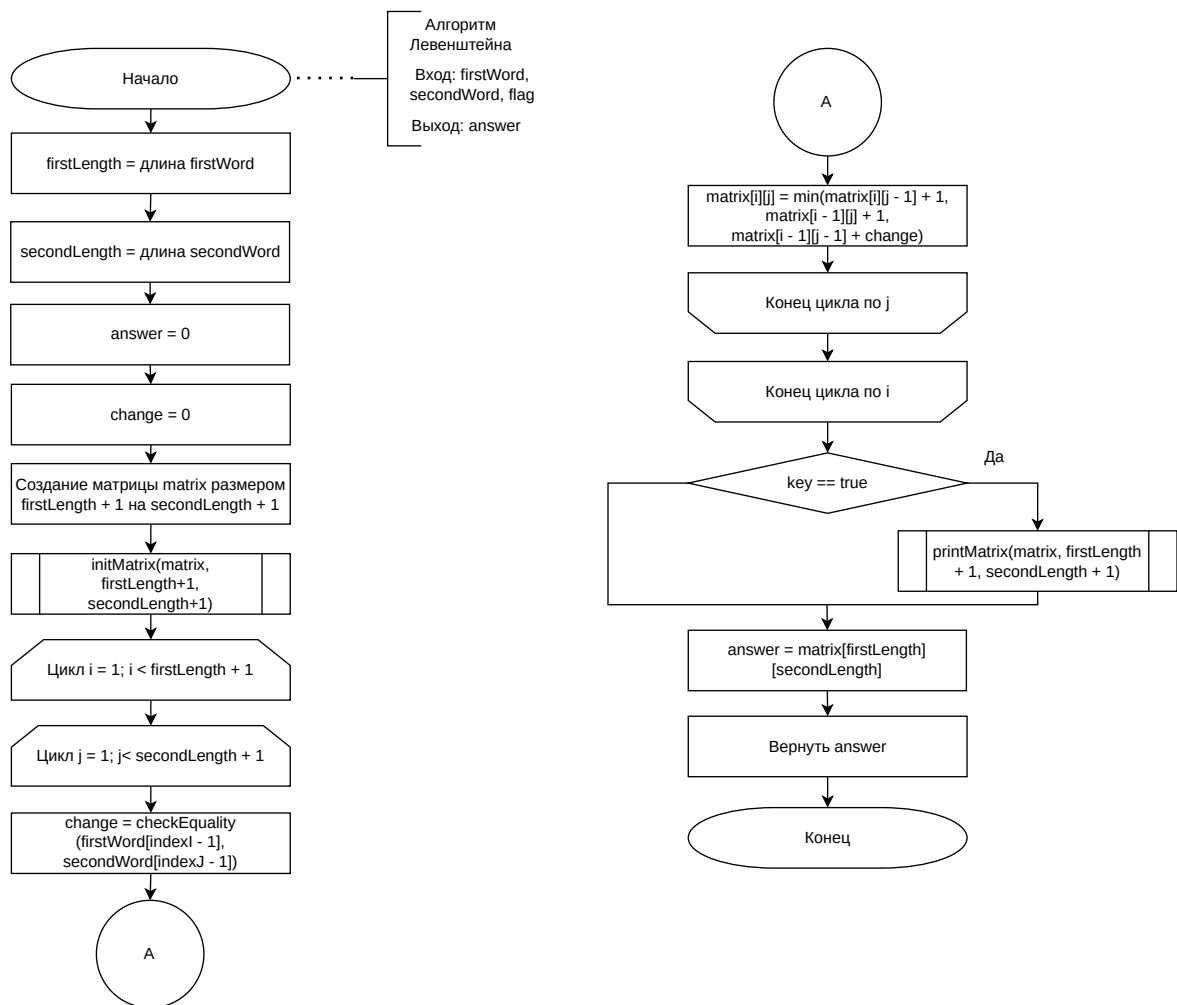 Начало
Алгоритм
Левенштейна
Вход: firstWord,
secondWord, flag
Выход: answer
firstLength = длина firstWord
secondLength = длина secondWord
answer = 0
change = 0
Создание матрицы matrix размером
firstLength + 1 на secondLength + 1
initMatrix(matrix,
firstLength+1,
secondLength+1)
Цикл i = 1; i < firstLength + 1
Цикл j = 1; j< secondLength + 1
change = checkEquality
(firstWord[indexI - 1],
secondWord[indexJ - 1])
A
A
matrix[i][j] = min(matrix[i][j - 1] + 1,
matrix[i - 1][j] + 1,
matrix[i - 1][j - 1] + change)
Конец цикла по j
Конец цикла по i
key == true
Да
printMatrix(matrix, firstLength
+ 1, secondLength + 1)
answer = matrix[firstLength]
[secondLength]
Вернуть answer
Конец